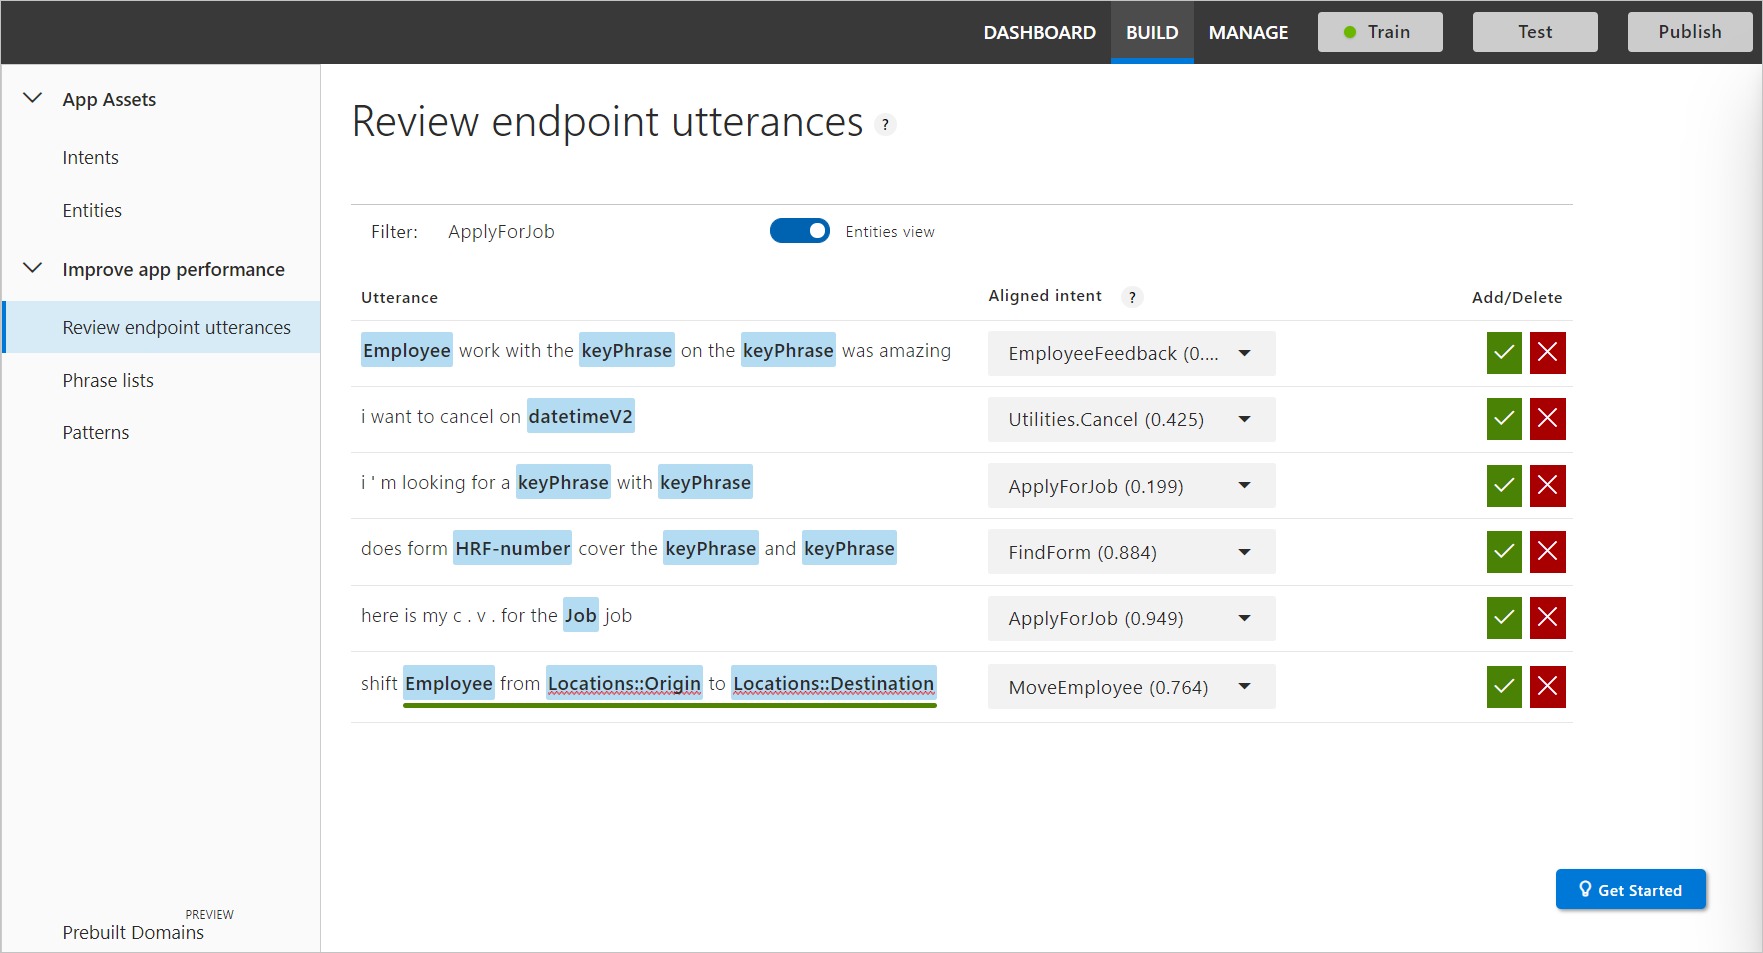 DASHBOARD BUILD MANAGE Train Test Publish
App Assets
Intents
Entities
Improve app performance
Review endpoint utterances
Phrase lists
Patterns
PREVIEW
Prebuilt Domains
Review endpoint utterances ?
Filter: ApplyForJob Entities view
Utterance Aligned intent ? Add/Delete
Employee work with the keyPhrase on the keyPhrase was amazing EmployeeFeedback (0....
i want to cancel on datetimeV2 Utilities.Cancel (0.425)
i ' m looking for a keyPhrase with keyPhrase ApplyForJob (0.199)
does form HRF-number cover the keyPhrase and keyPhrase FindForm (0.884)
here is my c . v . for the Job job ApplyForJob (0.949)
shift Employee from Locations::Origin to Locations::Destination MoveEmployee (0.764)
Get Started